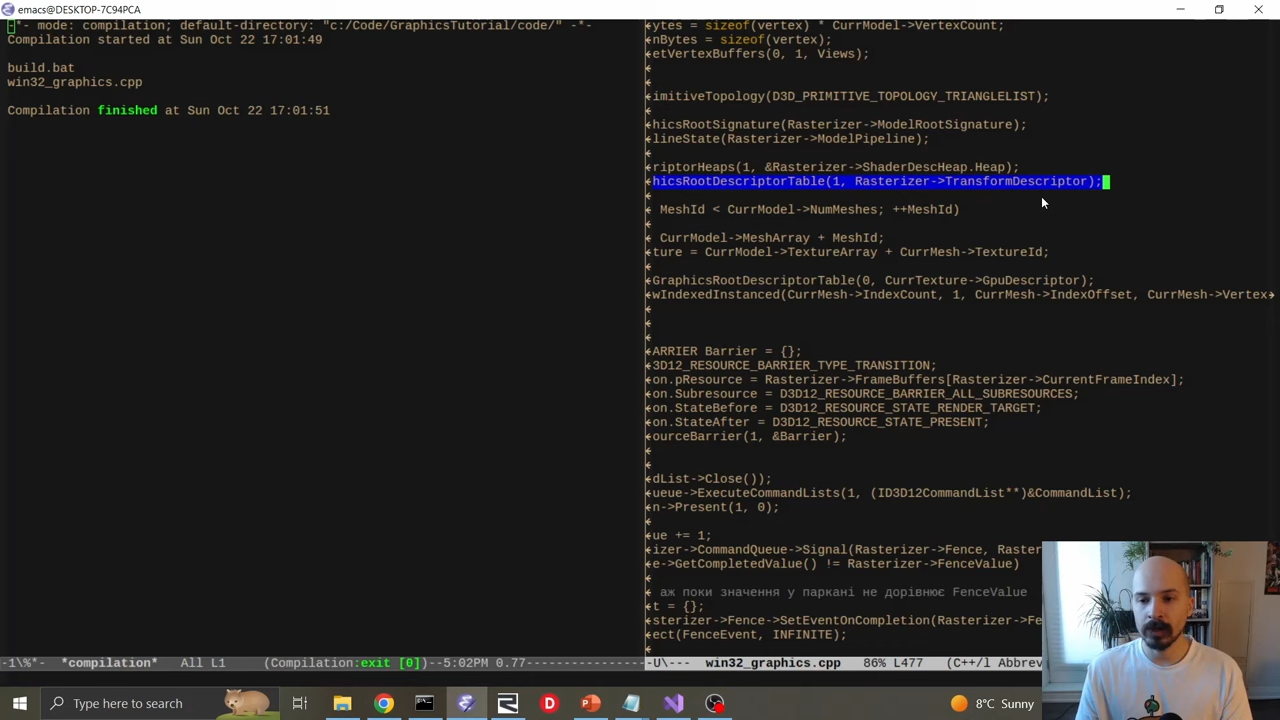 emacs@DESKTOP-7C94PCA
-*- mode: compilation; default-directory: "c:/Code/GraphicsTutorial/code/" -*-
Compilation started at Sun Oct 22 17:01:49
build.bat
win32_graphics.cpp
Compilation finished at Sun Oct 22 17:01:51
ytes = sizeof(vertex) * CurrModel->VertexCount;
nBytes = sizeof(vertex);
etVertexBuffers(0, 1, Views);
imitiveTopology(D3D_PRIMITIVE_TOPOLOGY_TRIANGLELIST);
hicsRootSignature(Rasterizer->ModelRootSignature);
lineState(Rasterizer->ModelPipeline);
riptorHeaps(1, &Rasterizer->ShaderDescHeap.Heap);
hicsRootDescriptorTable(1, Rasterizer->TransformDescriptor);
MeshId < CurrModel->NumMeshes; ++MeshId)
CurrModel->MeshArray + MeshId;
ture = CurrModel->TextureArray + CurrMesh->TextureId;
GraphicsRootDescriptorTable(0, CurrTexture->GpuDescriptor);
wIndexedInstanced(CurrMesh->IndexCount, 1, CurrMesh->IndexOffset, CurrMesh->Vertex
ARRIER Barrier = {};
3D12_RESOURCE_BARRIER_TYPE_TRANSITION;
on.pResource = Rasterizer->FrameBuffers[Rasterizer->CurrentFrameIndex];
on.Subresource = D3D12_RESOURCE_BARRIER_ALL_SUBRESOURCES;
on.StateBefore = D3D12_RESOURCE_STATE_RENDER_TARGET;
on.StateAfter = D3D12_RESOURCE_STATE_PRESENT;
ourceBarrier(1, &Barrier);
dList->Close());
ueue->ExecuteCommandLists(1, (ID3D12CommandList**)&CommandList);
n->Present(1, 0);
ue += 1;
izer->CommandQueue->Signal(Rasterizer->Fence, Raste
e->GetCompletedValue() != Rasterizer->FenceValue)
аж поки значення у паркані не дорівнює FenceValue
t = {};
sterizer->Fence->SetEventOnCompletion(Rasterizer->Fe
ect(FenceEvent, INFINITE);
-1\%*- *compilation* All L1 (Compilation:exit [0])--5:02PM 0.77----------------
-U\--- win32_graphics.cpp 86% L477 (C++/l Abbrev
Type here to search
8°C Sunny